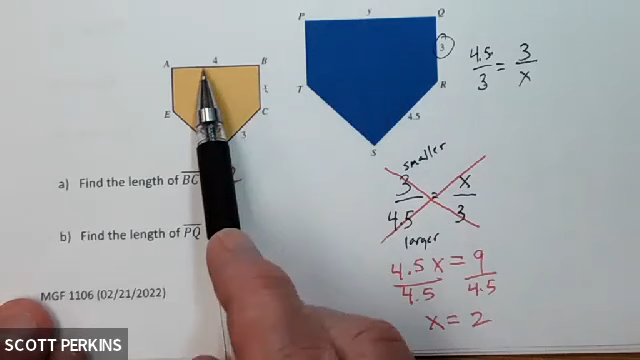 P y Q
A 4 B
3
T R
E x C
3
4.5
S
4.5/3 = 3/x
smaller
3/4.5 = x/3
larger
4.5x = 9
4.5 4.5
x = 2
a) Find the length of BC
b) Find the length of PQ
MGF 1106 (02/21/2022)
SCOTT PERKINS